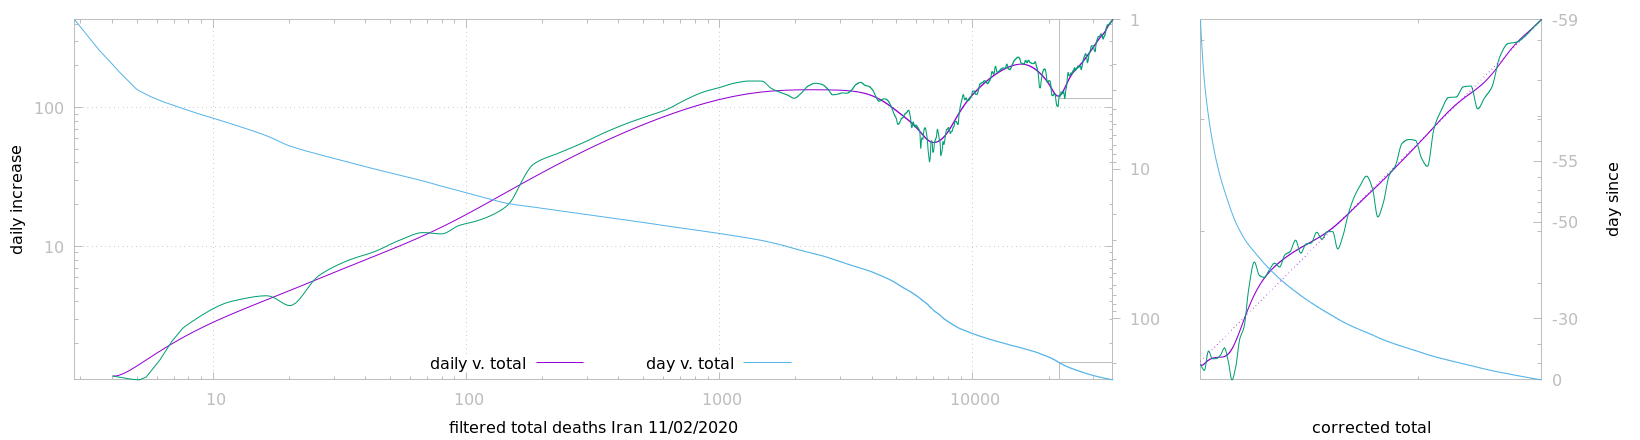 1
-59
100
10
-55
daily increase
day since
-50
10
100
-30
daily v. total
day v. total
0
10
100
1000
10000
filtered total deaths Iran 11/02/2020
corrected total